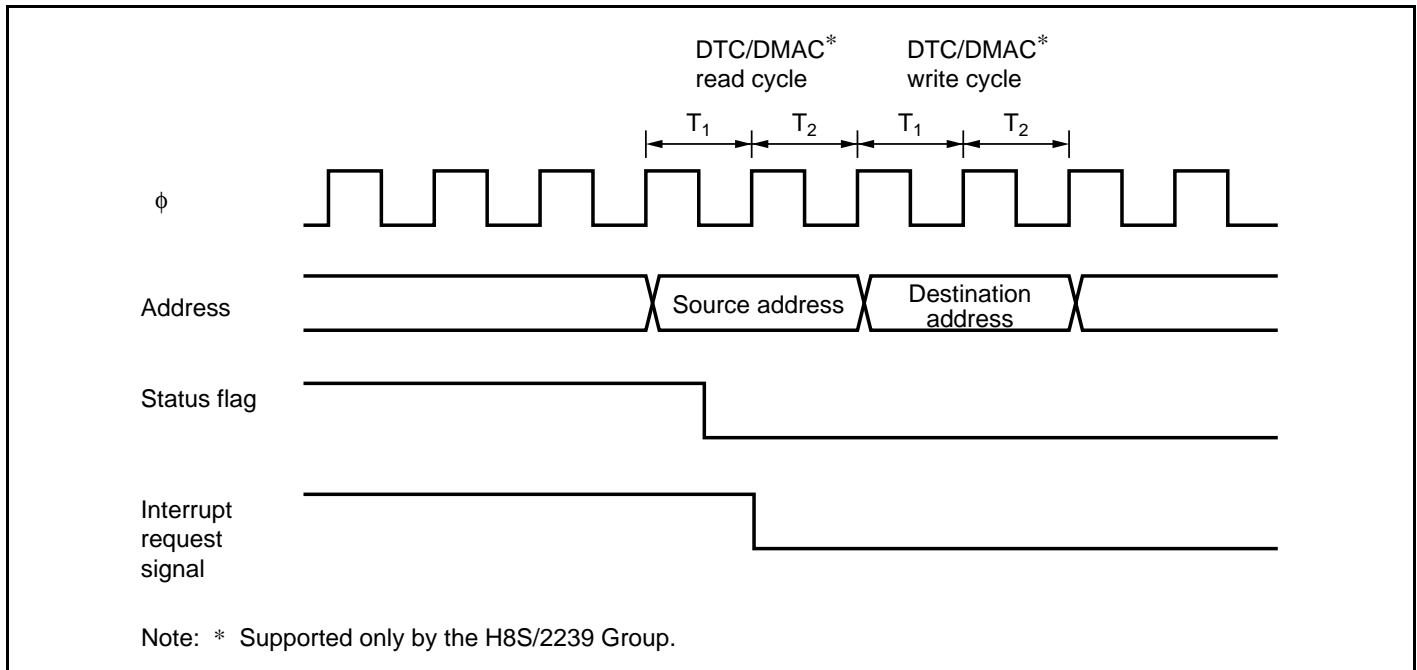 DTC/DMAC*
read cycle
DTC/DMAC*
write cycle
T1
T2
T1
T2
ϕ
Address
Source address
Destination
address
Status flag
Interrupt
request
signal
Note: * Supported only by the H8S/2239 Group.